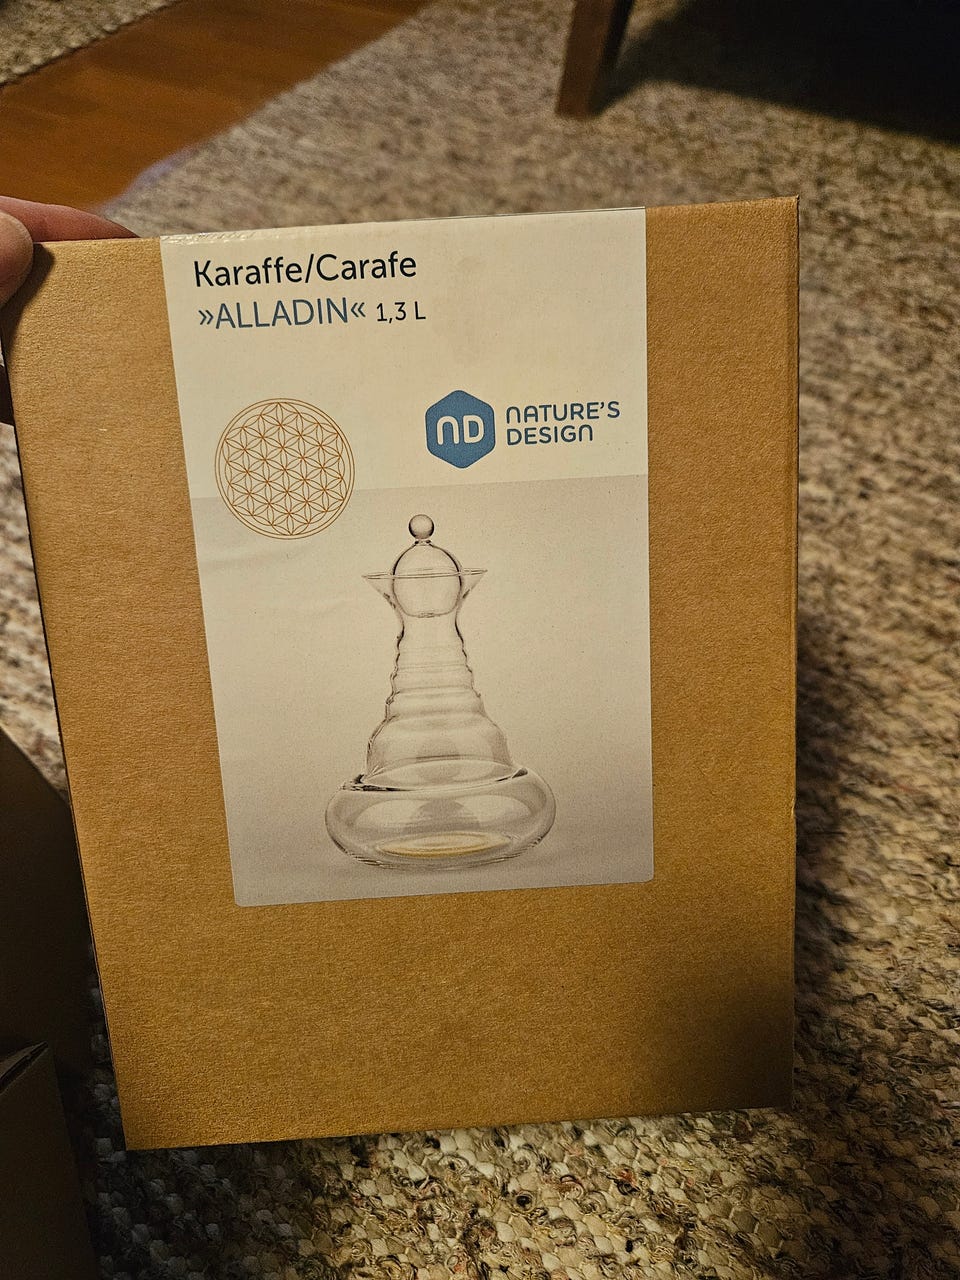 Karaffe/Carafe
»ALLADIN« 1,3 L
ND
NATURE'S
DESIGN